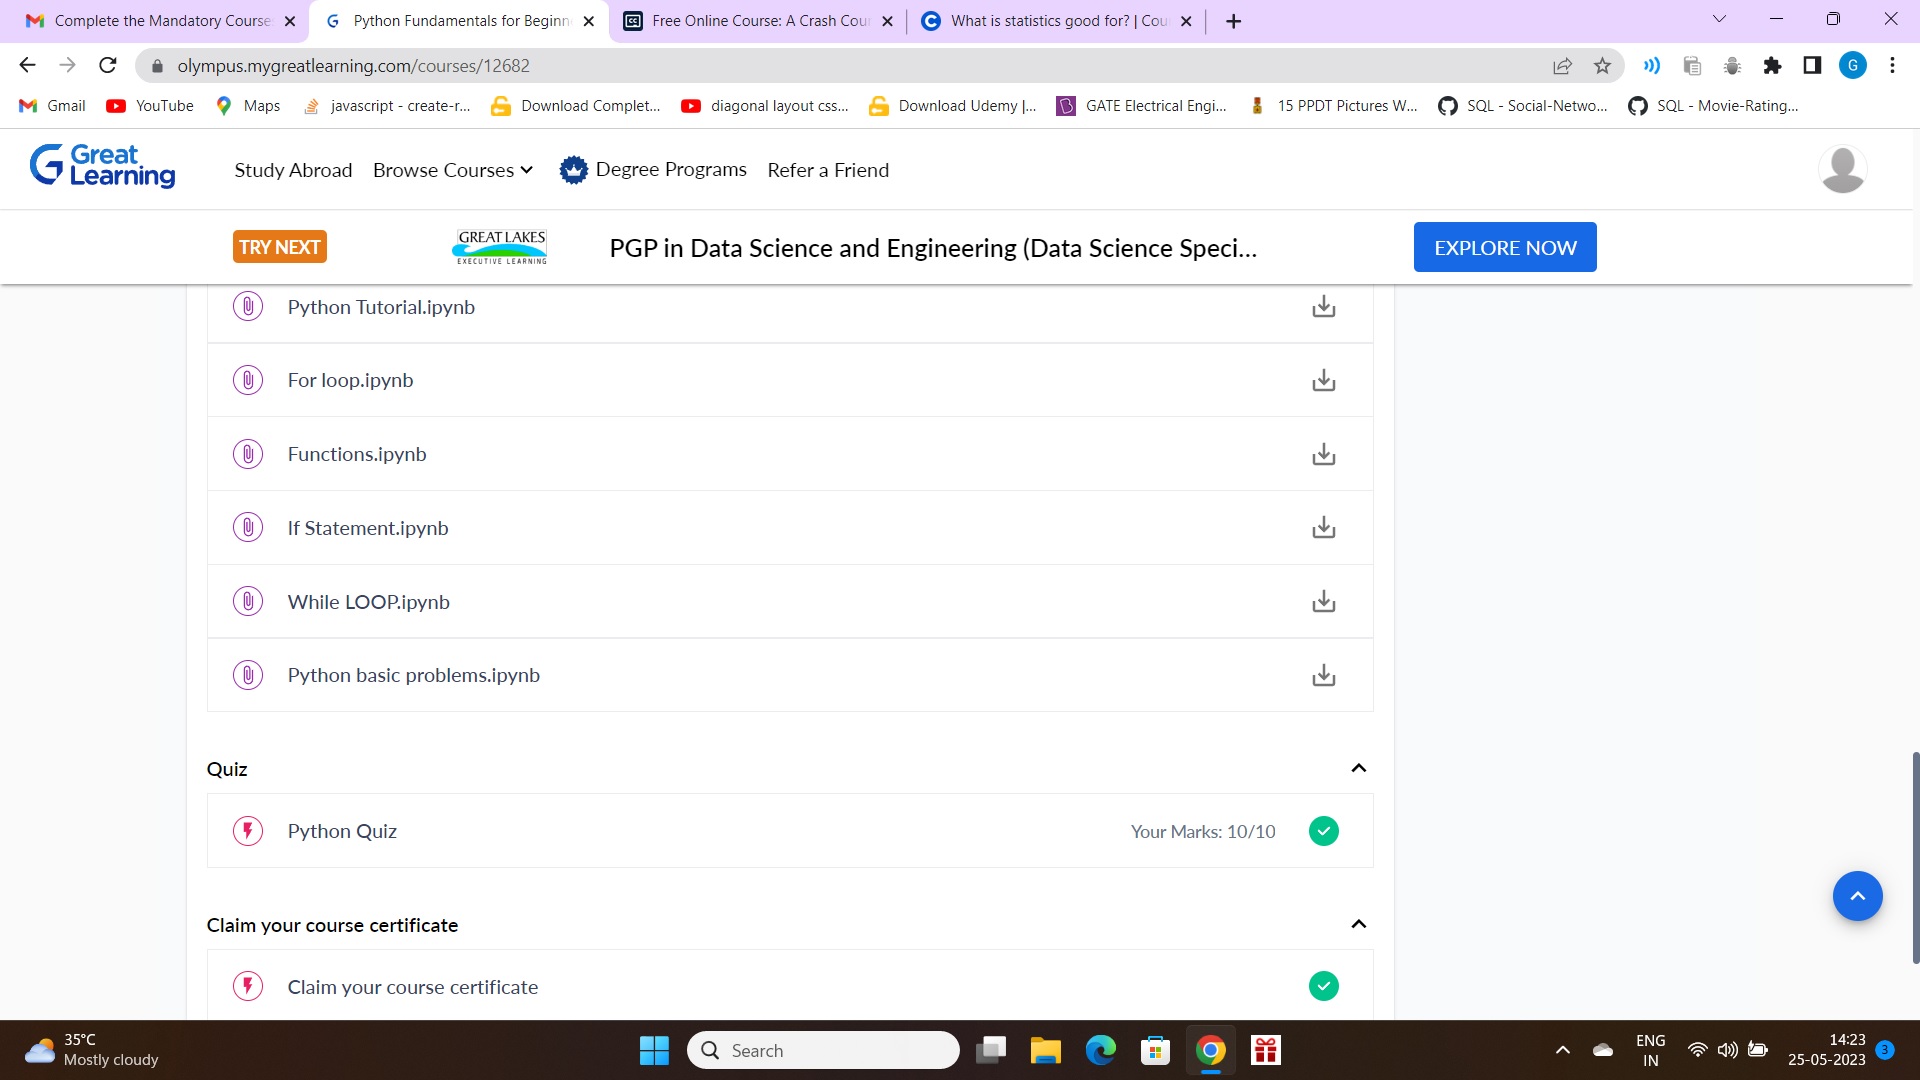 Complete the Mandatory Course
Python Fundamentals for Beginn
Free Online Course: A Crash Cour
What is statistics good for? | Cou
olympus.mygreatlearning.com/courses/12682
G
Gmail
YouTube
Maps
javascript - create-r...
Download Complet...
diagonal layout css...
Download Udemy |...
GATE Electrical Engi...
15 PPDT Pictures W...
SQL - Social-Netwo...
SQL - Movie-Rating...
Great Learning
Study Abroad
Browse Courses
Degree Programs
Refer a Friend
TRY NEXT
GREAT LAKES
EXECUTIVE LEARNING
PGP in Data Science and Engineering (Data Science Speci...
EXPLORE NOW
Python Tutorial.ipynb
For loop.ipynb
Functions.ipynb
If Statement.ipynb
While LOOP.ipynb
Python basic problems.ipynb
Quiz
Python Quiz
Your Marks: 10/10
Claim your course certificate
Claim your course certificate
35°C
Mostly cloudy
Search
ENG
IN
14:23
25-05-2023
3